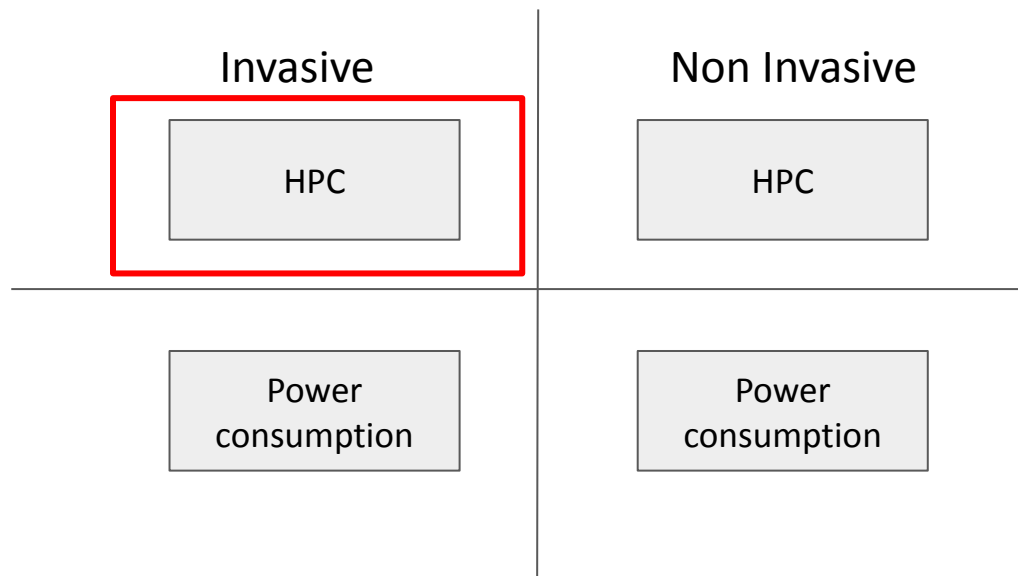 Invasive
Non Invasive
HPC
HPC
Power
consumption
Power
consumption